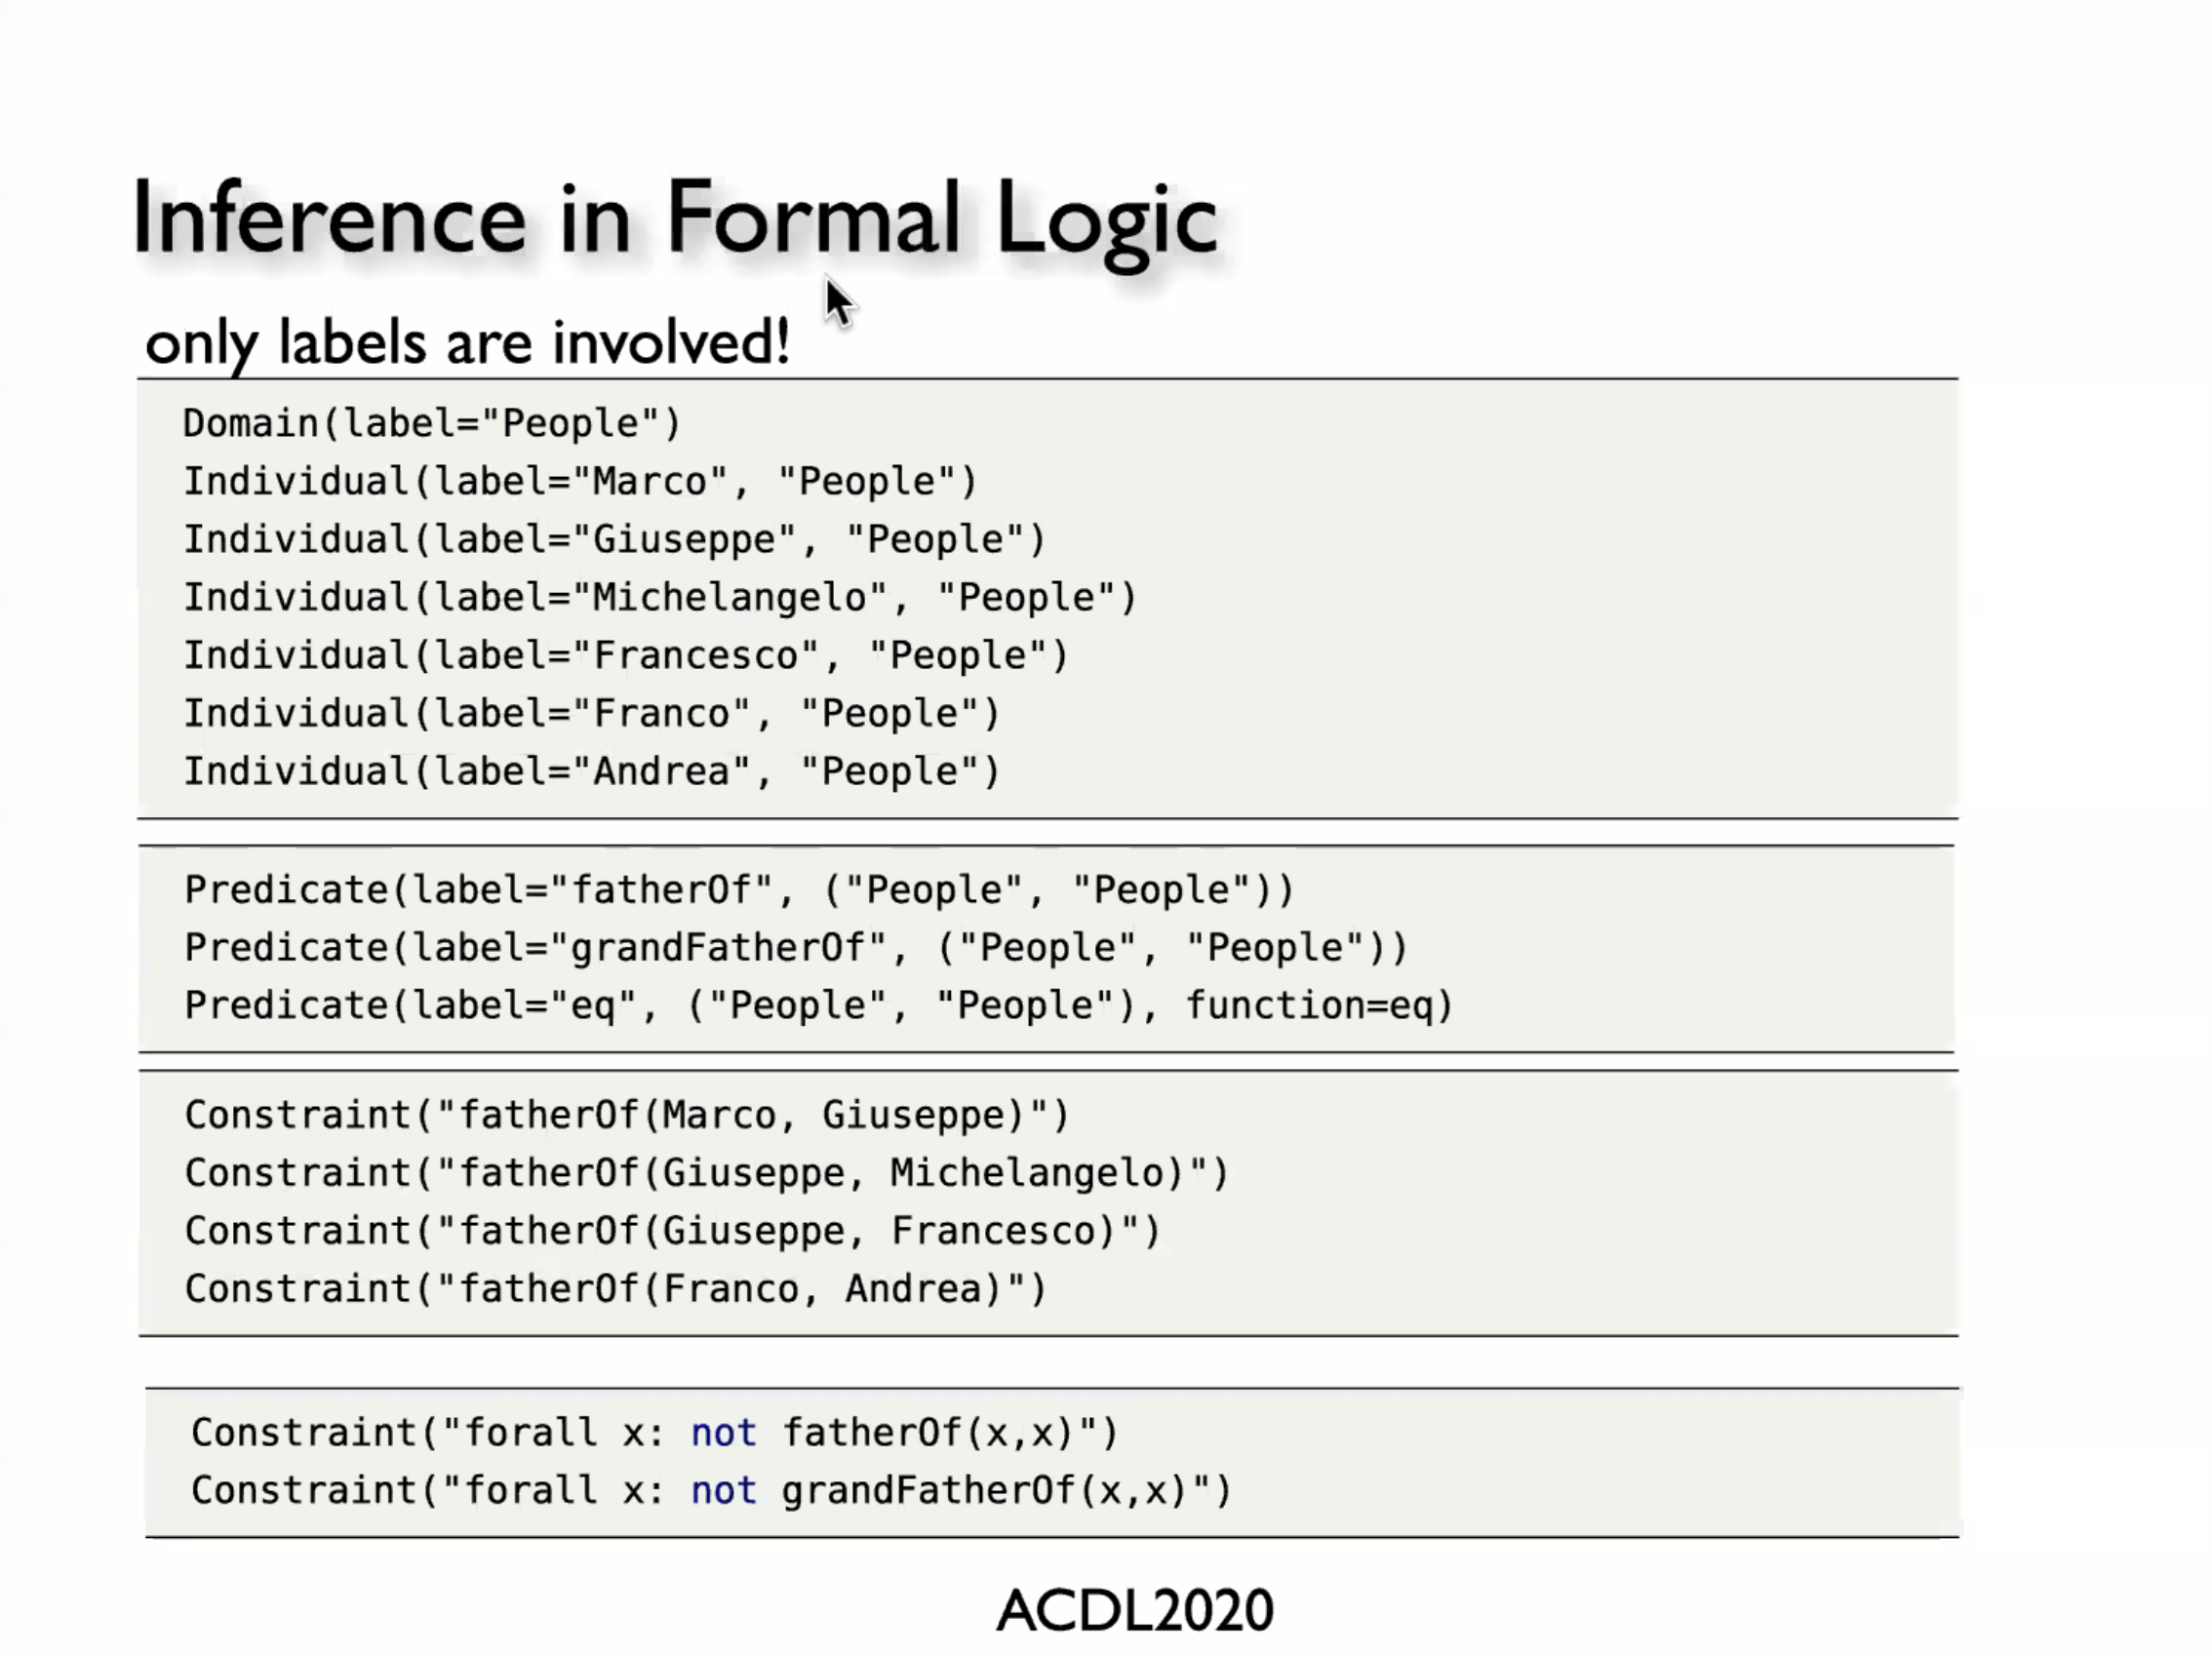 Inference in Formal Logic
only labels are involved!
Domain(label="People")
Individual(label="Marco", "People")
Individual(label="Giuseppe", "People")
Individual(label="Michelangelo", "People")
Individual(label="Francesco", "People")
Individual(label="Franco", "People")
Individual(label="Andrea", "People")
Predicate(label="fatherOf", ("People", "People"))
Predicate(label="grandFatherOf", ("People", "People"))
Predicate(label="eq", ("People", "People"), function=eq)
Constraint("fatherOf(Marco, Giuseppe)")
Constraint("fatherOf(Giuseppe, Michelangelo)")
Constraint("fatherOf(Giuseppe, Francesco)")
Constraint("fatherOf(Franco, Andrea)")
Constraint("forall x: not fatherOf(x,x)")
Constraint("forall x: not grandFatherOf(x,x)")
ACDL2020